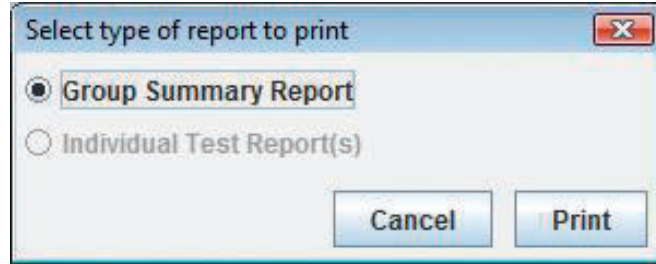 Select type of report to print
Group Summary Report
Individual Test Report(s)
Cancel Print